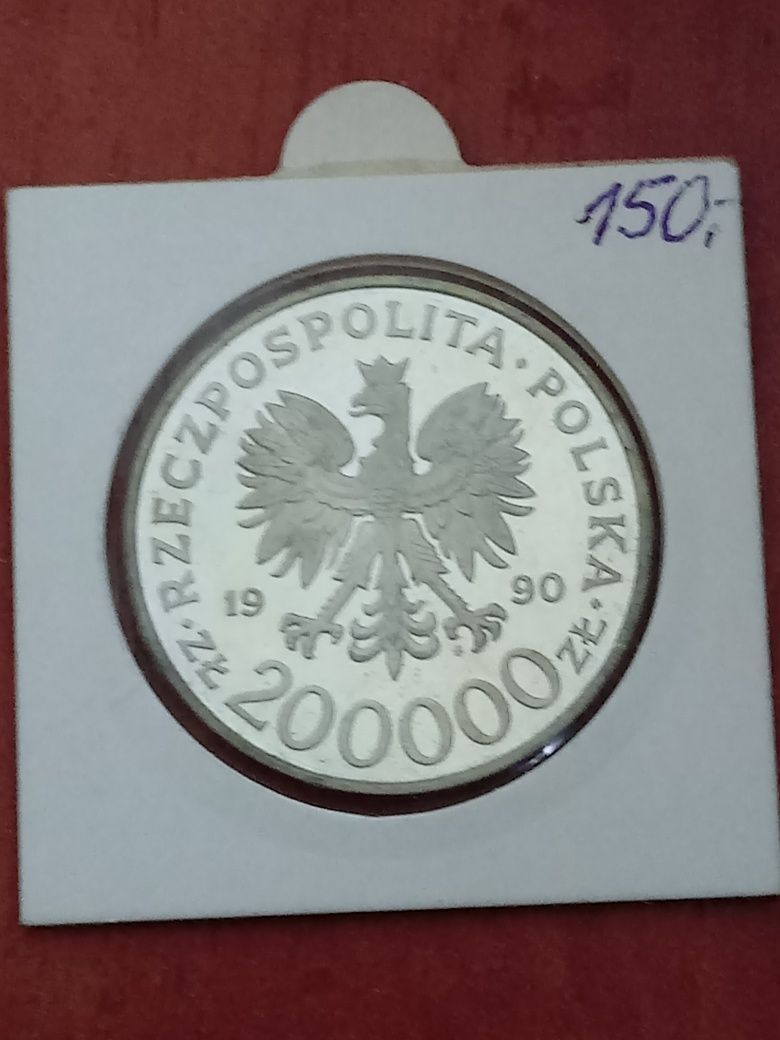 150,-
RZECZPOSPOLITA · POLSKA
19 90
ZŁ 200000 ZŁ